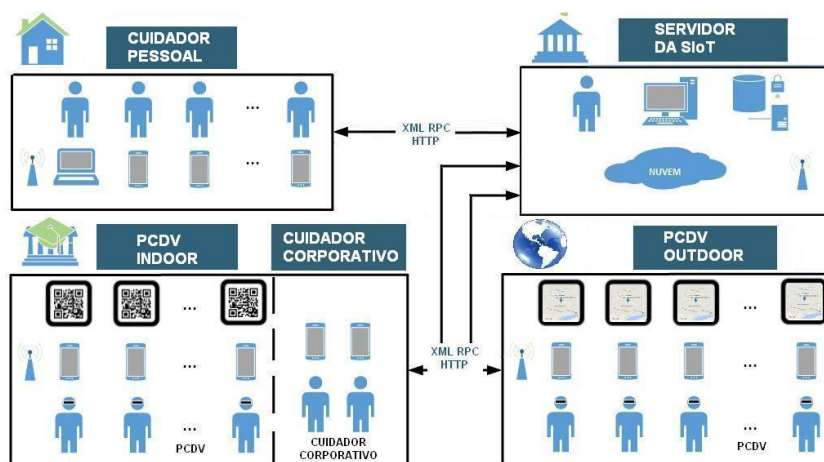 CUIDADOR
PESSOAL
SERVIDOR
DA SIoT
...
...
XML RPC
HTTP
NUVEM
PCDV
INDOOR
CUIDADOR
CORPORATIVO
PCDV
OUTDOOR
...
...
XML RPC
HTTP
...
...
...
...
PCDV
CUIDADOR
CORPORATIVO
PCDV